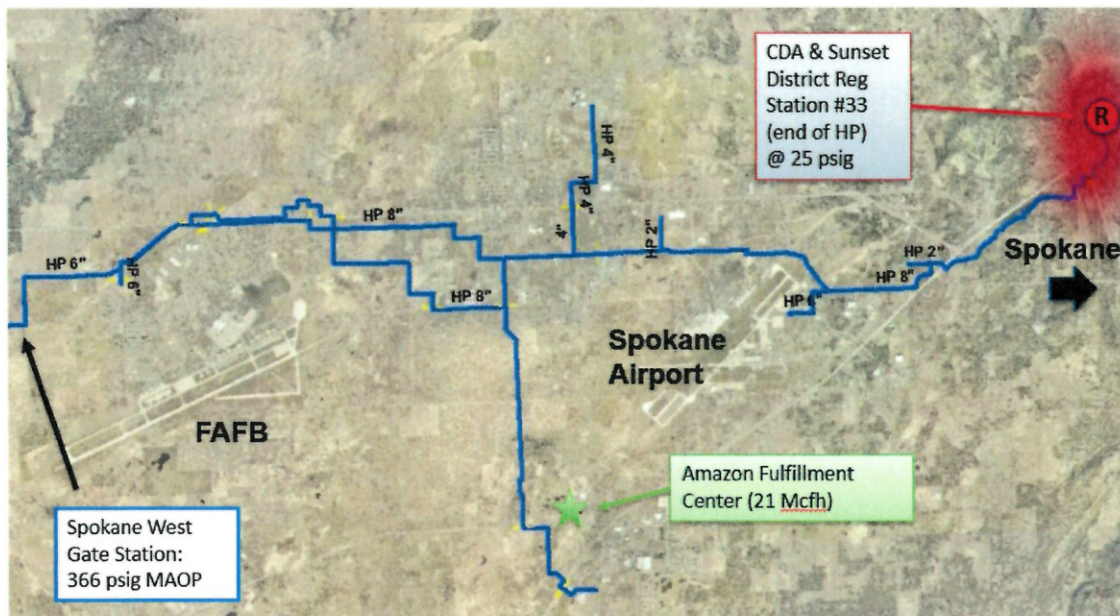 CDA & Sunset
District Reg
Station #33
(end of HP)
@ 25 psig
R
HP 4"
HP 4"
4"
HP 8"
HP 2"
HP 6"
HP 6"
HP 8"
HP 2"
HP 8"
HP 6"
Spokane
Spokane
Airport
FAFB
Amazon Fulfillment
Center (21 Mcfh)
Spokane West
Gate Station:
366 psig MAOP